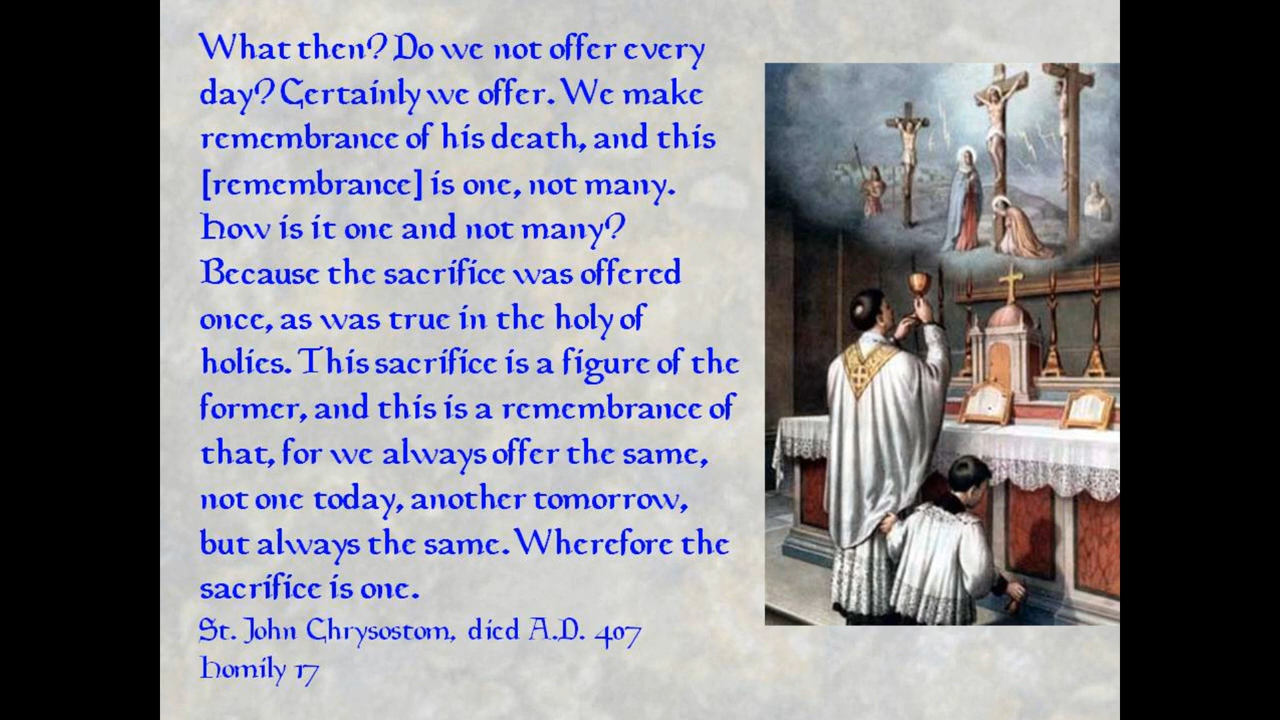 What then? Do we not offer every
day? Certainly we offer. We make
remembrance of his death, and this
[remembrance] is one, not many.
How is it one and not many?
Because the sacrifice was offered
once, as was true in the holy of
holies. This sacrifice is a figure of the
former, and this is a remembrance of
that, for we always offer the same,
not one today, another tomorrow,
but always the same. Wherefore the
sacrifice is one.
St. John Chrysostom, died A.D. 407
Homily 17